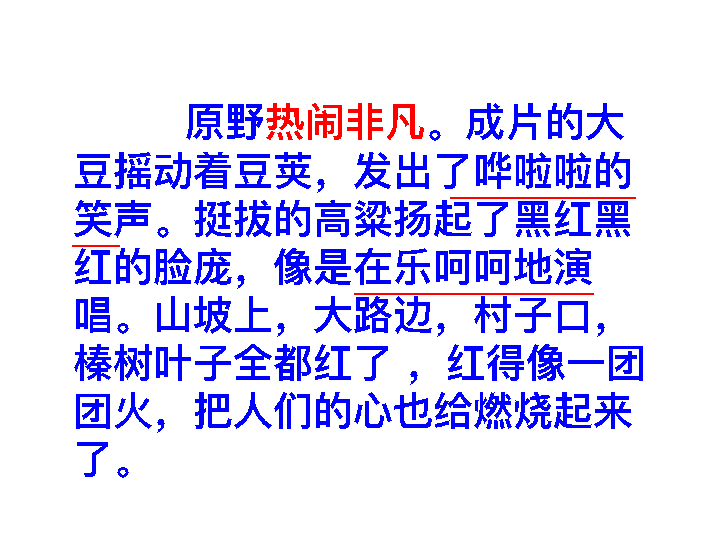 原野热闹非凡。成片的大
豆摇动着豆荚，发出了哗啦啦的
笑声。挺拔的高粱扬起了黑红黑
红的脸庞，像是在乐呵呵地演
唱。山坡上，大路边，村子口，
榛树叶子全都红了 ，红得像一团
团火，把人们的心也给燃烧起来
了。